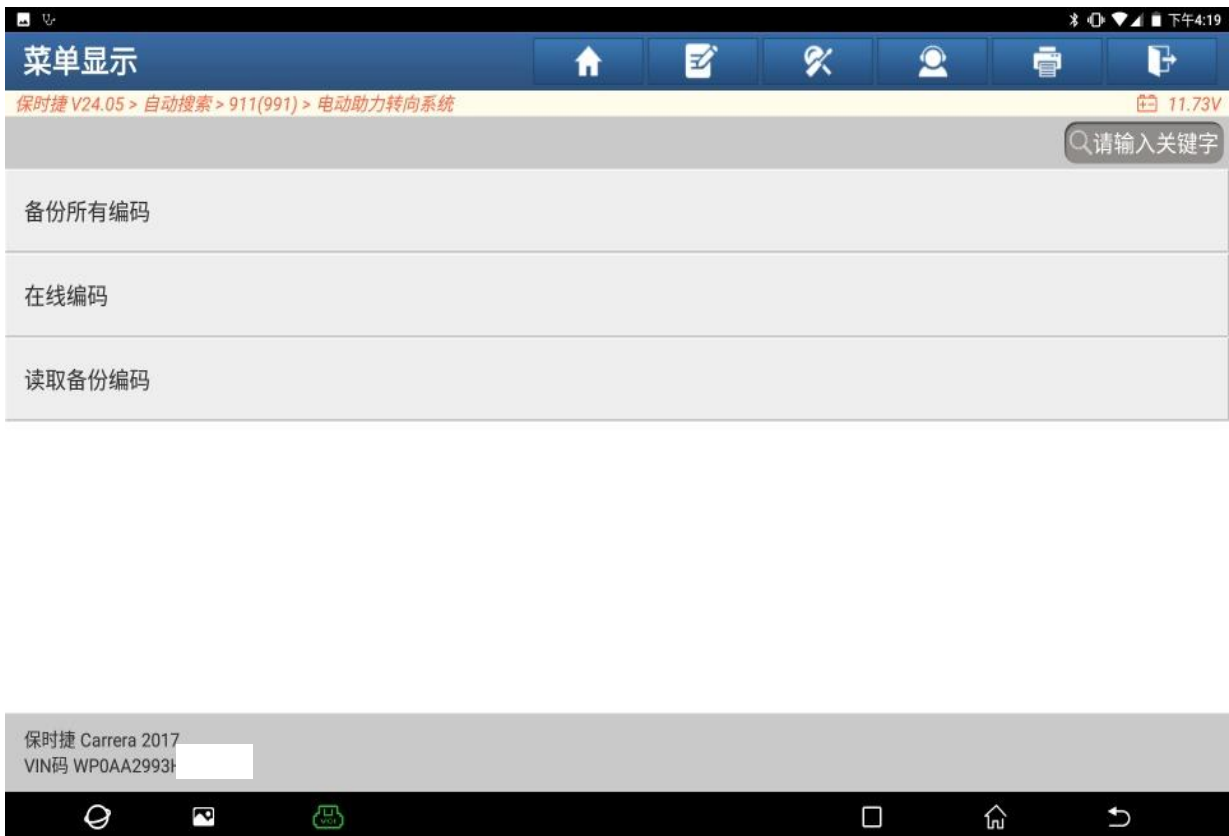 下午4:19
菜单显示
保时捷 V24.05 > 自动搜索 > 911(991) > 电动助力转向系统
11.73V
请输入关键字
备份所有编码
在线编码
读取备份编码
保时捷 Carrera 2017
VIN码 WP0AA2993H
VCI